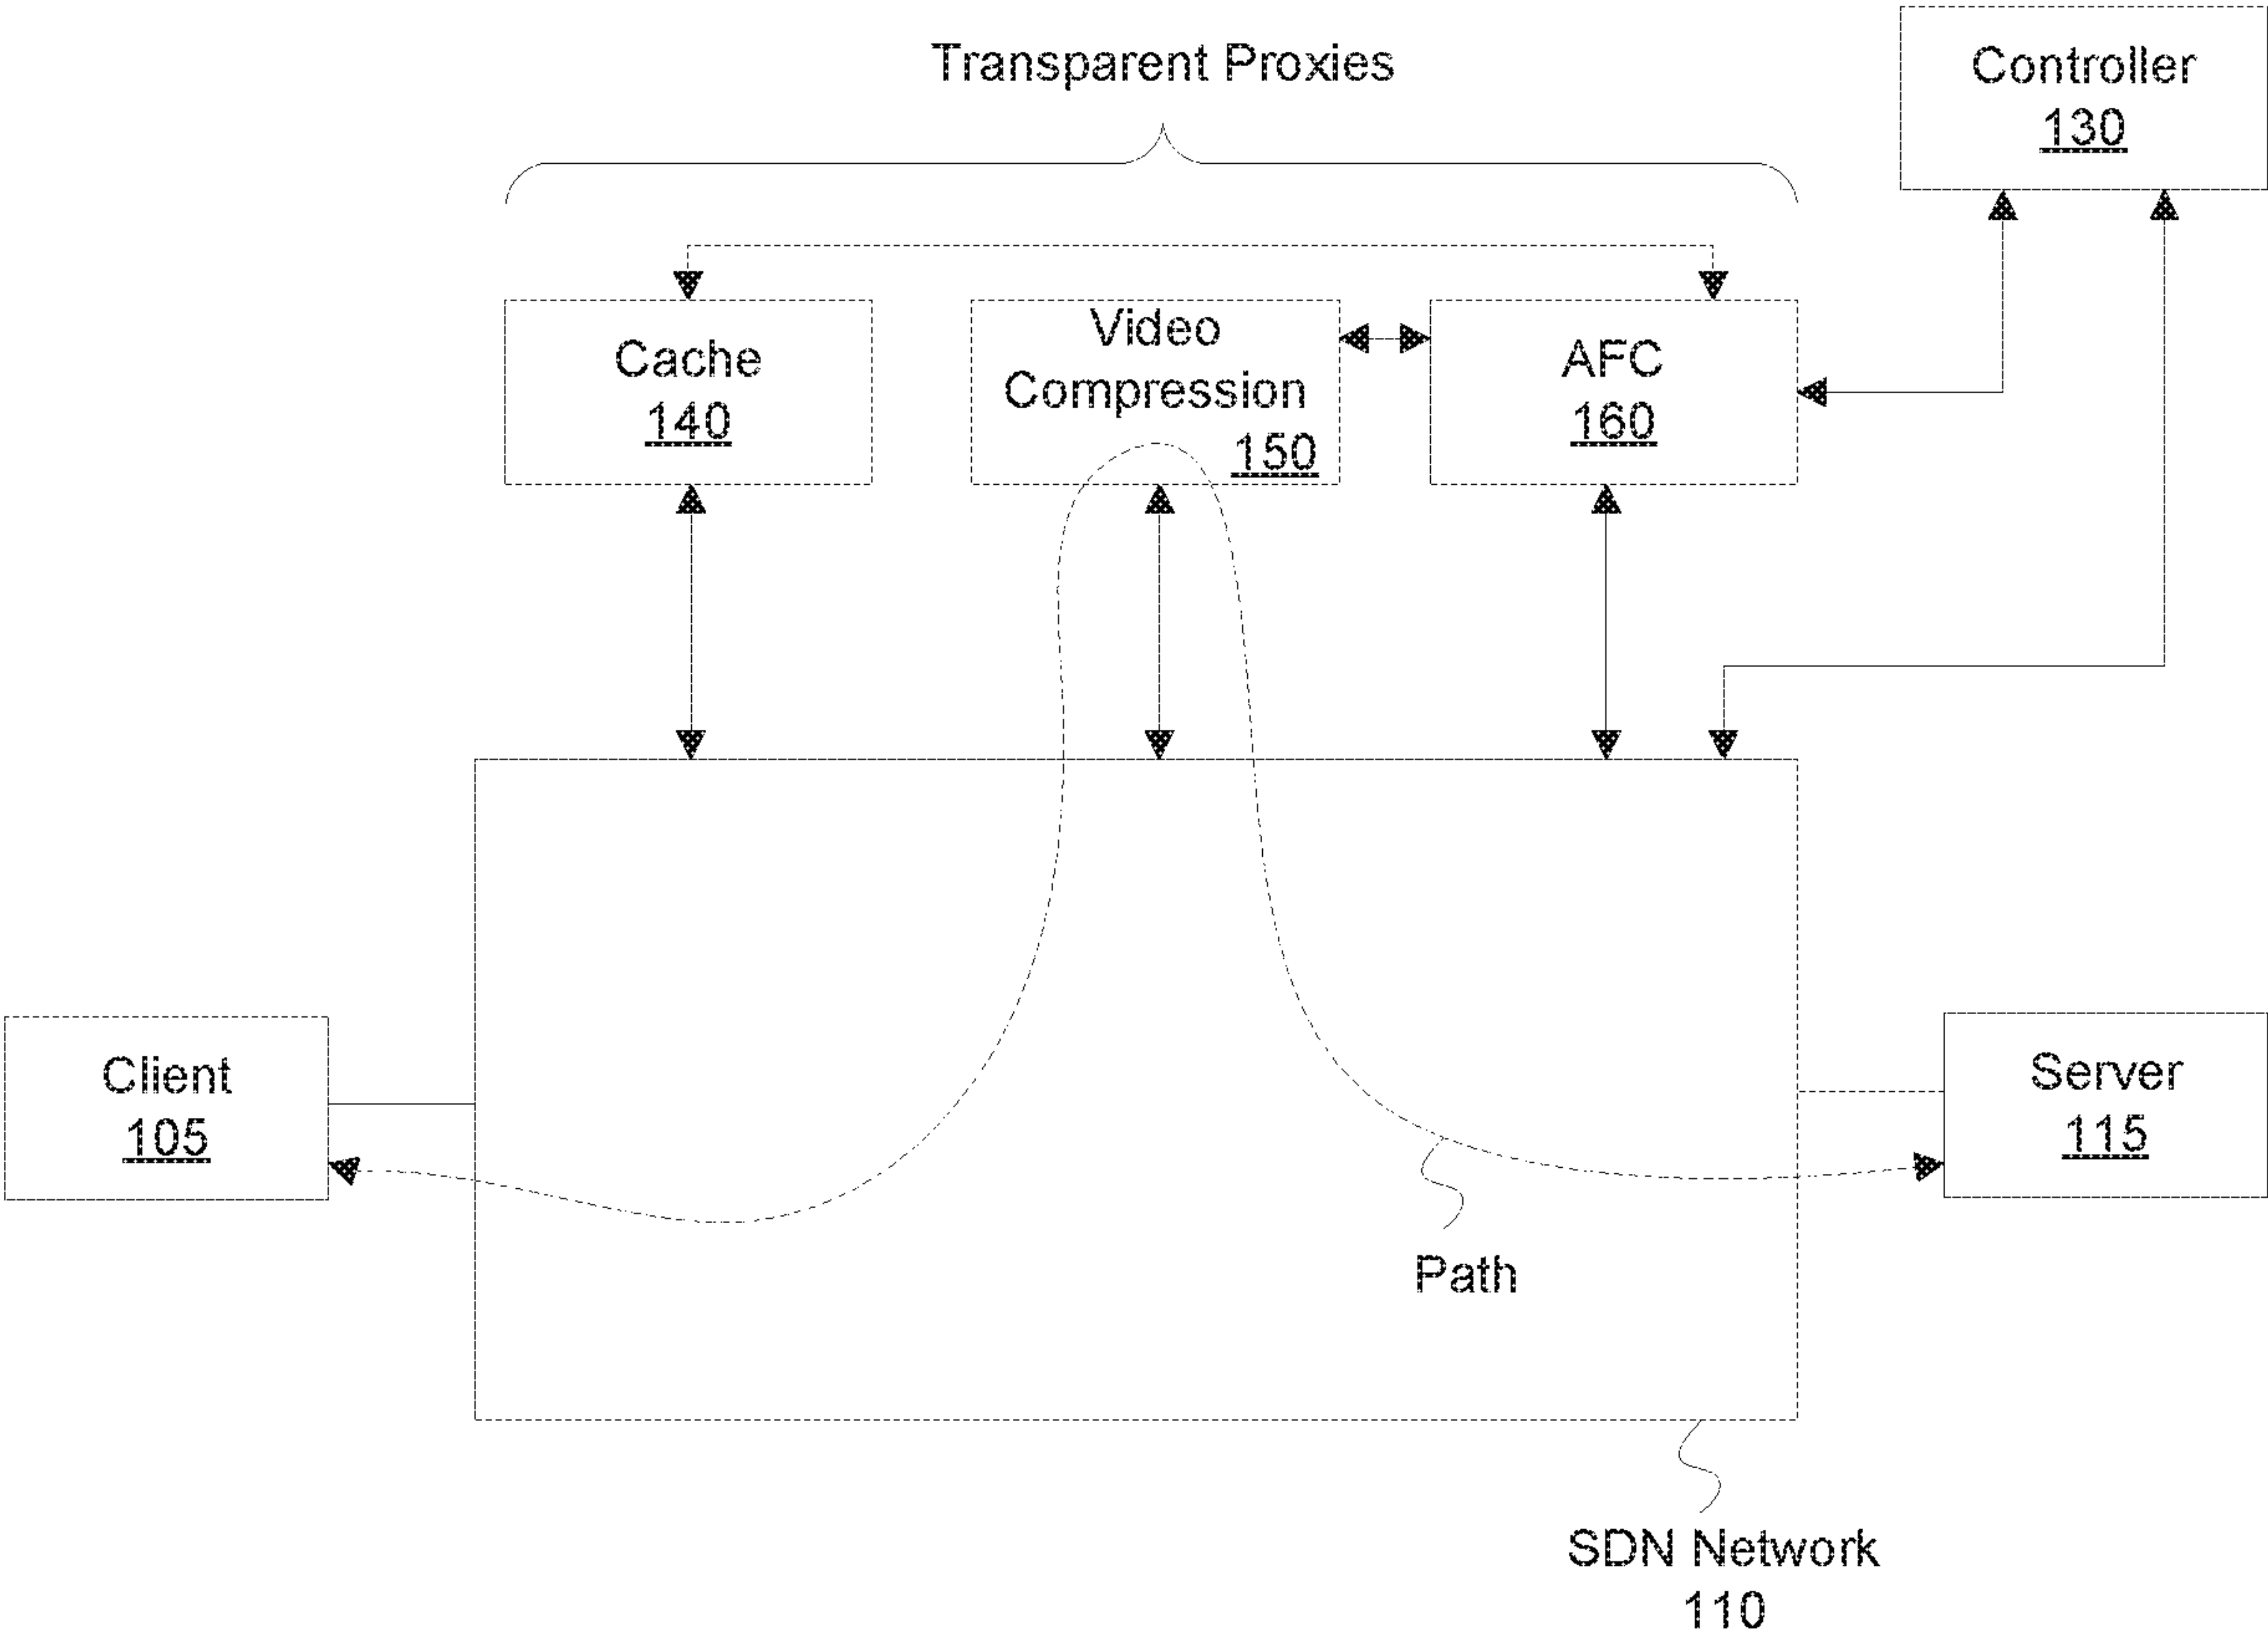 Transparent Proxies
Controller
130
Cache
140
Video
Compression
150
AFC
160
Client
105
Server
115
Path
SDN Network
110